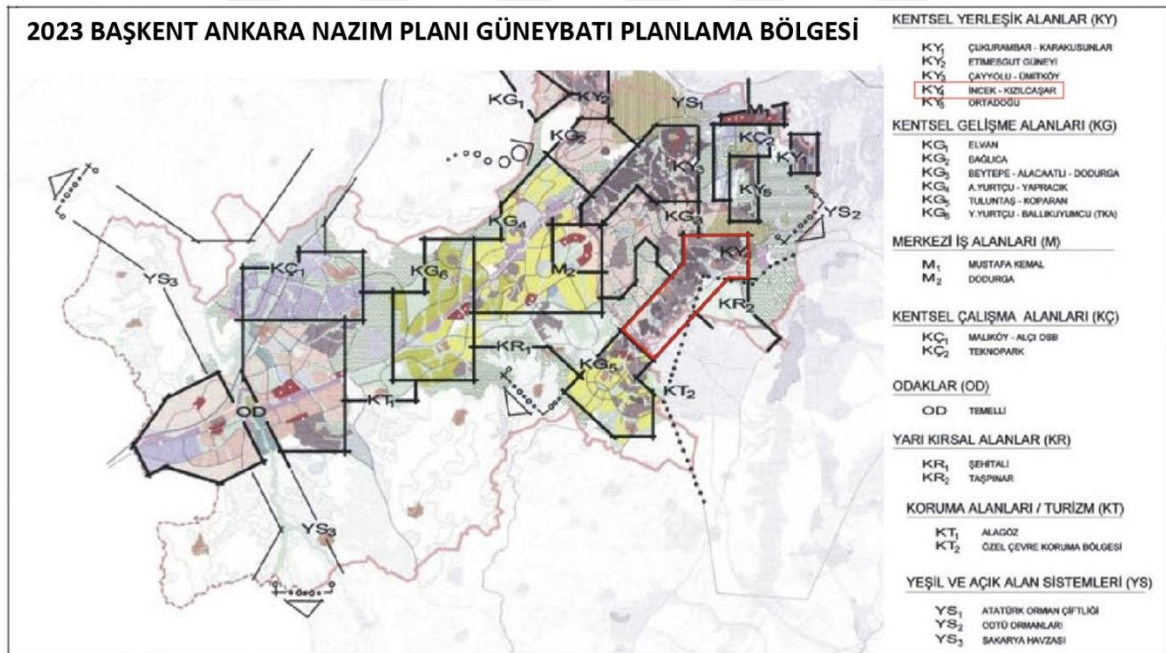 2023 BAŞKENT ANKARA NAZIM PLANI GÜNEYBATI PLANLAMA BÖLGESİ
KENTSEL YERLEŞİK ALANLAR (KY)
KY1 ÇUKURAMBAR - KARAKUSUNLAR
KY2 ETİMESGUT GÜNEYİ
KY3 ÇAYYOLU - ÜMİTKÖY
KY4 İNCEK - KIZILCAŞAR
KY5 ORTADOĞU
KENTSEL GELİŞME ALANLARI (KG)
KG1 ELVAN
KG2 BAĞLICA
KG3 BEYTEPE - ALACAATLI - DODURGA
KG4 A.YURTÇU - YAPRACIK
KG5 TULUNTAŞ - KOPARAN
KG6 Y.YURTÇU - BALLIKUYUMCU (TKA)
MERKEZİ İŞ ALANLARI (M)
M1 MUSTAFA KEMAL
M2 DODURGA
KENTSEL ÇALIŞMA ALANLARI (KÇ)
KÇ1 MALIKÖY - ALÇI OSB
KÇ2 TEKNOPARK
ODAKLAR (OD)
OD TEMELLİ
YARI KIRSAL ALANLAR (KR)
KR1 ŞEHİTALİ
KR2 TAŞPINAR
KORUMA ALANLARI / TURİZM (KT)
KT1 ALAGÖZ
KT2 ÖZEL ÇEVRE KORUMA BÖLGESİ
YEŞİL VE AÇIK ALAN SİSTEMLERİ (YS)
YS1 ATATÜRK ORMAN ÇİFTLİĞİ
YS2 ODTÜ ORMANLARI
YS3 SAKARYA HAVZASI
KG1
KY2
YS1
M1
KG2
KÇ2
KY1
KY3
KY5
KG4
KG3
YS2
M2
KY4
KÇ1
KG6
YS3
KR2
KR1
KG5
KT2
KT1
OD
YS3